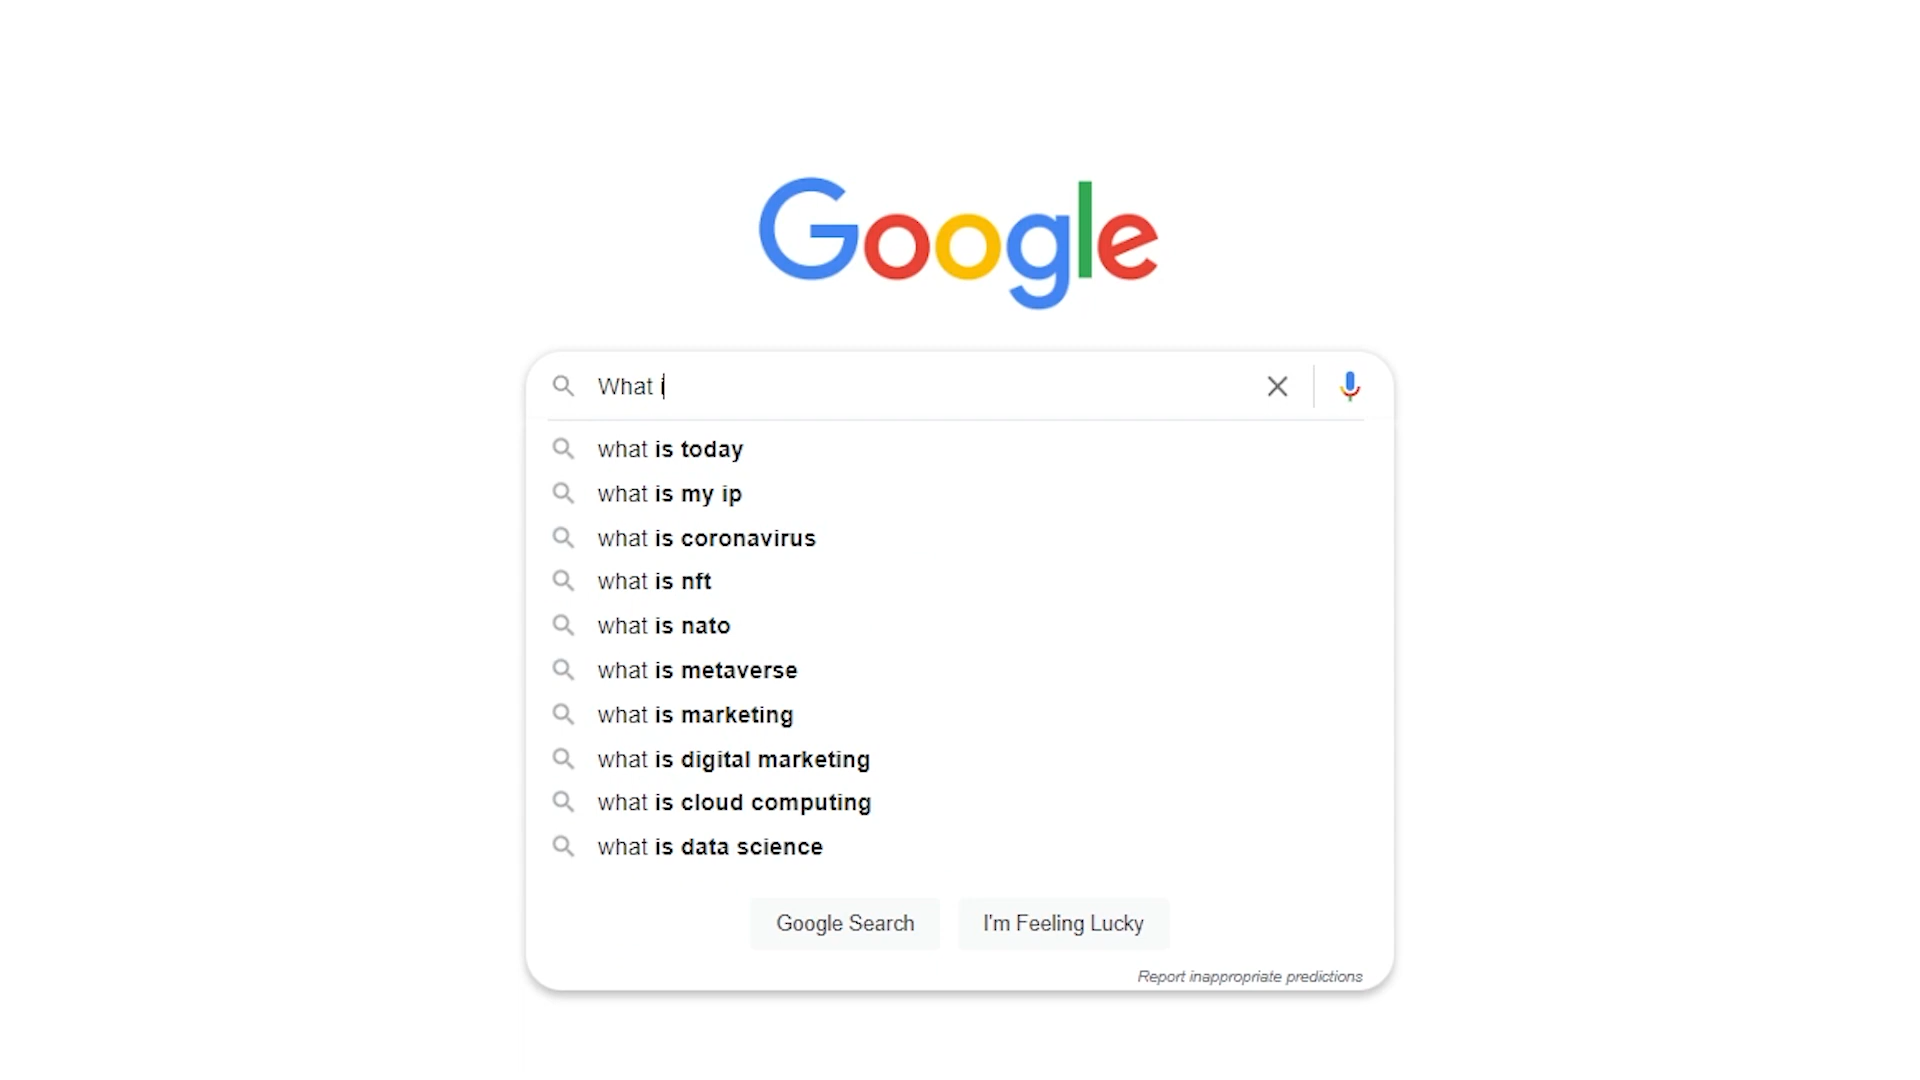 Google
What i
what is today
what is my ip
what is coronavirus
what is nft
what is nato
what is metaverse
what is marketing
what is digital marketing
what is cloud computing
what is data science
Google Search
I'm Feeling Lucky
Report inappropriate predictions